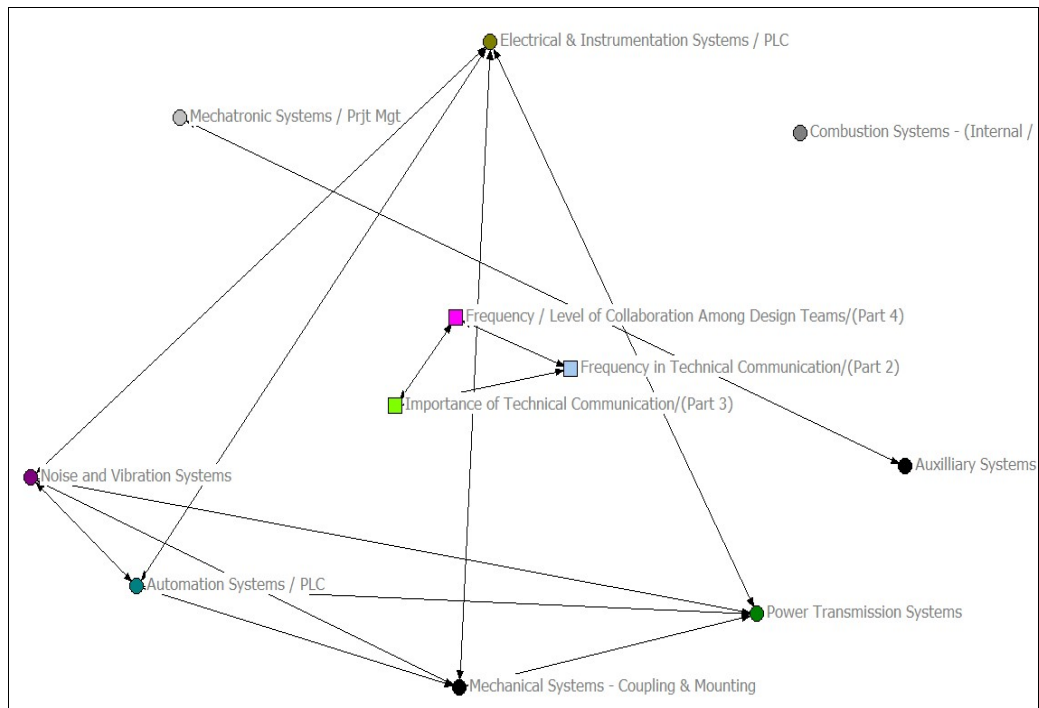 Electrical & Instrumentation Systems / PLC
Mechatronic Systems / Prjt Mgt
Combustion Systems - (Internal /
Frequency / Level of Collaboration Among Design Teams/(Part 4)
Frequency in Technical Communication/(Part 2)
Importance of Technical Communication/(Part 3)
Auxilliary Systems
Noise and Vibration Systems
Automation Systems / PLC
Power Transmission Systems
Mechanical Systems - Coupling & Mounting